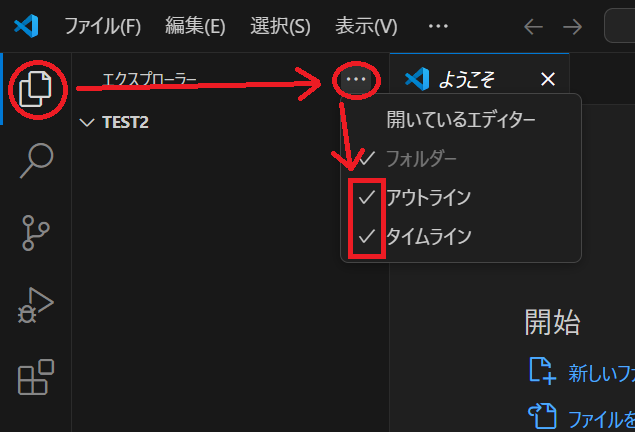 ファイル(F) 編集(E) 選択(S) 表示(V) ···
エクスプローラー ···
ようこそ
TEST2
開いているエディター
フォルダー
アウトライン
タイムライン
開始
新しいフ
ファイルを